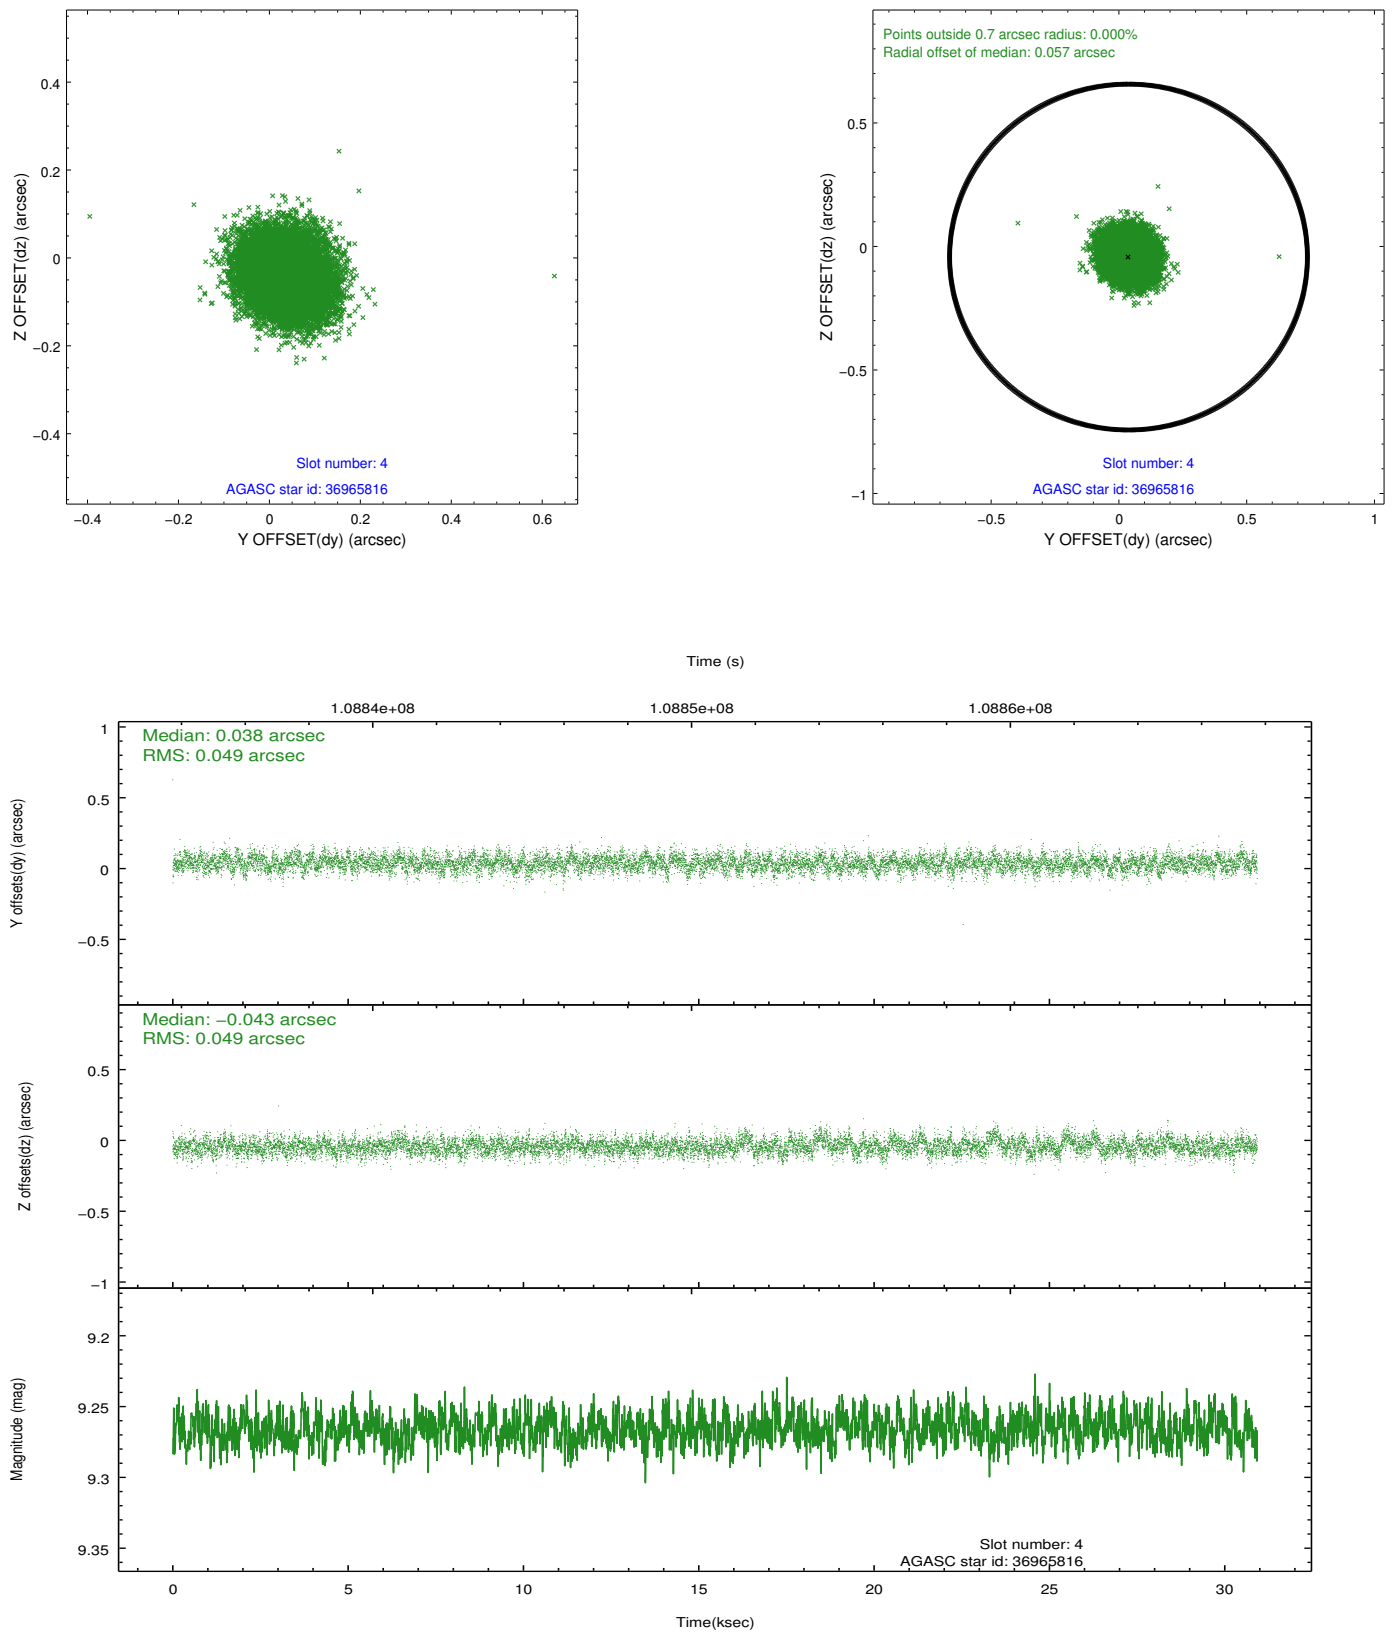 0.4
0.2
0
−0.2
−0.4
Z OFFSET(dz) (arcsec)
Slot number: 4
AGASC star id: 36965816
−0.4 −0.2 0 0.2 0.4 0.6
Y OFFSET(dy) (arcsec)
Points outside 0.7 arcsec radius: 0.000%
Radial offset of median: 0.057 arcsec
0.5
0
−0.5
−1
Z OFFSET(dz) (arcsec)
Slot number: 4
AGASC star id: 36965816
−0.5 0 0.5 1
Y OFFSET(dy) (arcsec)
Time (s)
1.0884e+08 1.0885e+08 1.0886e+08
Median: 0.038 arcsec
RMS: 0.049 arcsec
1
0.5
0
−0.5
Y offsets(dy) (arcsec)
Median: −0.043 arcsec
RMS: 0.049 arcsec
0.5
0
−0.5
−1
Z offsets(dz) (arcsec)
9.2
9.25
9.3
9.35
Magnitude (mag)
Slot number: 4
AGASC star id: 36965816
0 5 10 15 20 25 30
Time(ksec)